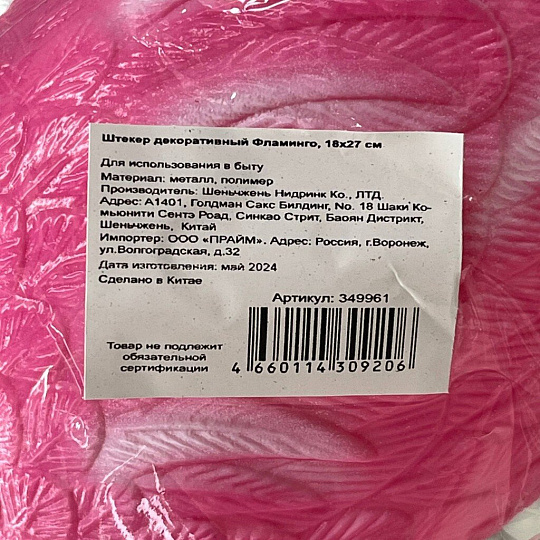 Штекер декоративный Фламинго, 18х27 см
Для использования в быту
Материал: металл, полимер
Производитель: Шеньчжень Нидринк Ко., ЛТД.
Адрес: А1401, Голдман Сакс Билдинг, No. 18 Шаки Ко-
мьюнити Сентэ Роад, Синкао Стрит, Баоян Дистрикт,
Шеньчжень, Китай
Импортер: ООО «ПРАЙМ». Адрес: Россия, г.Воронеж,
ул.Волгоградская, д.32
Дата изготовления: май 2024
Сделано в Китае
Артикул: 349961
Товар не подлежит
обязательной
сертификации
4 660114 309206